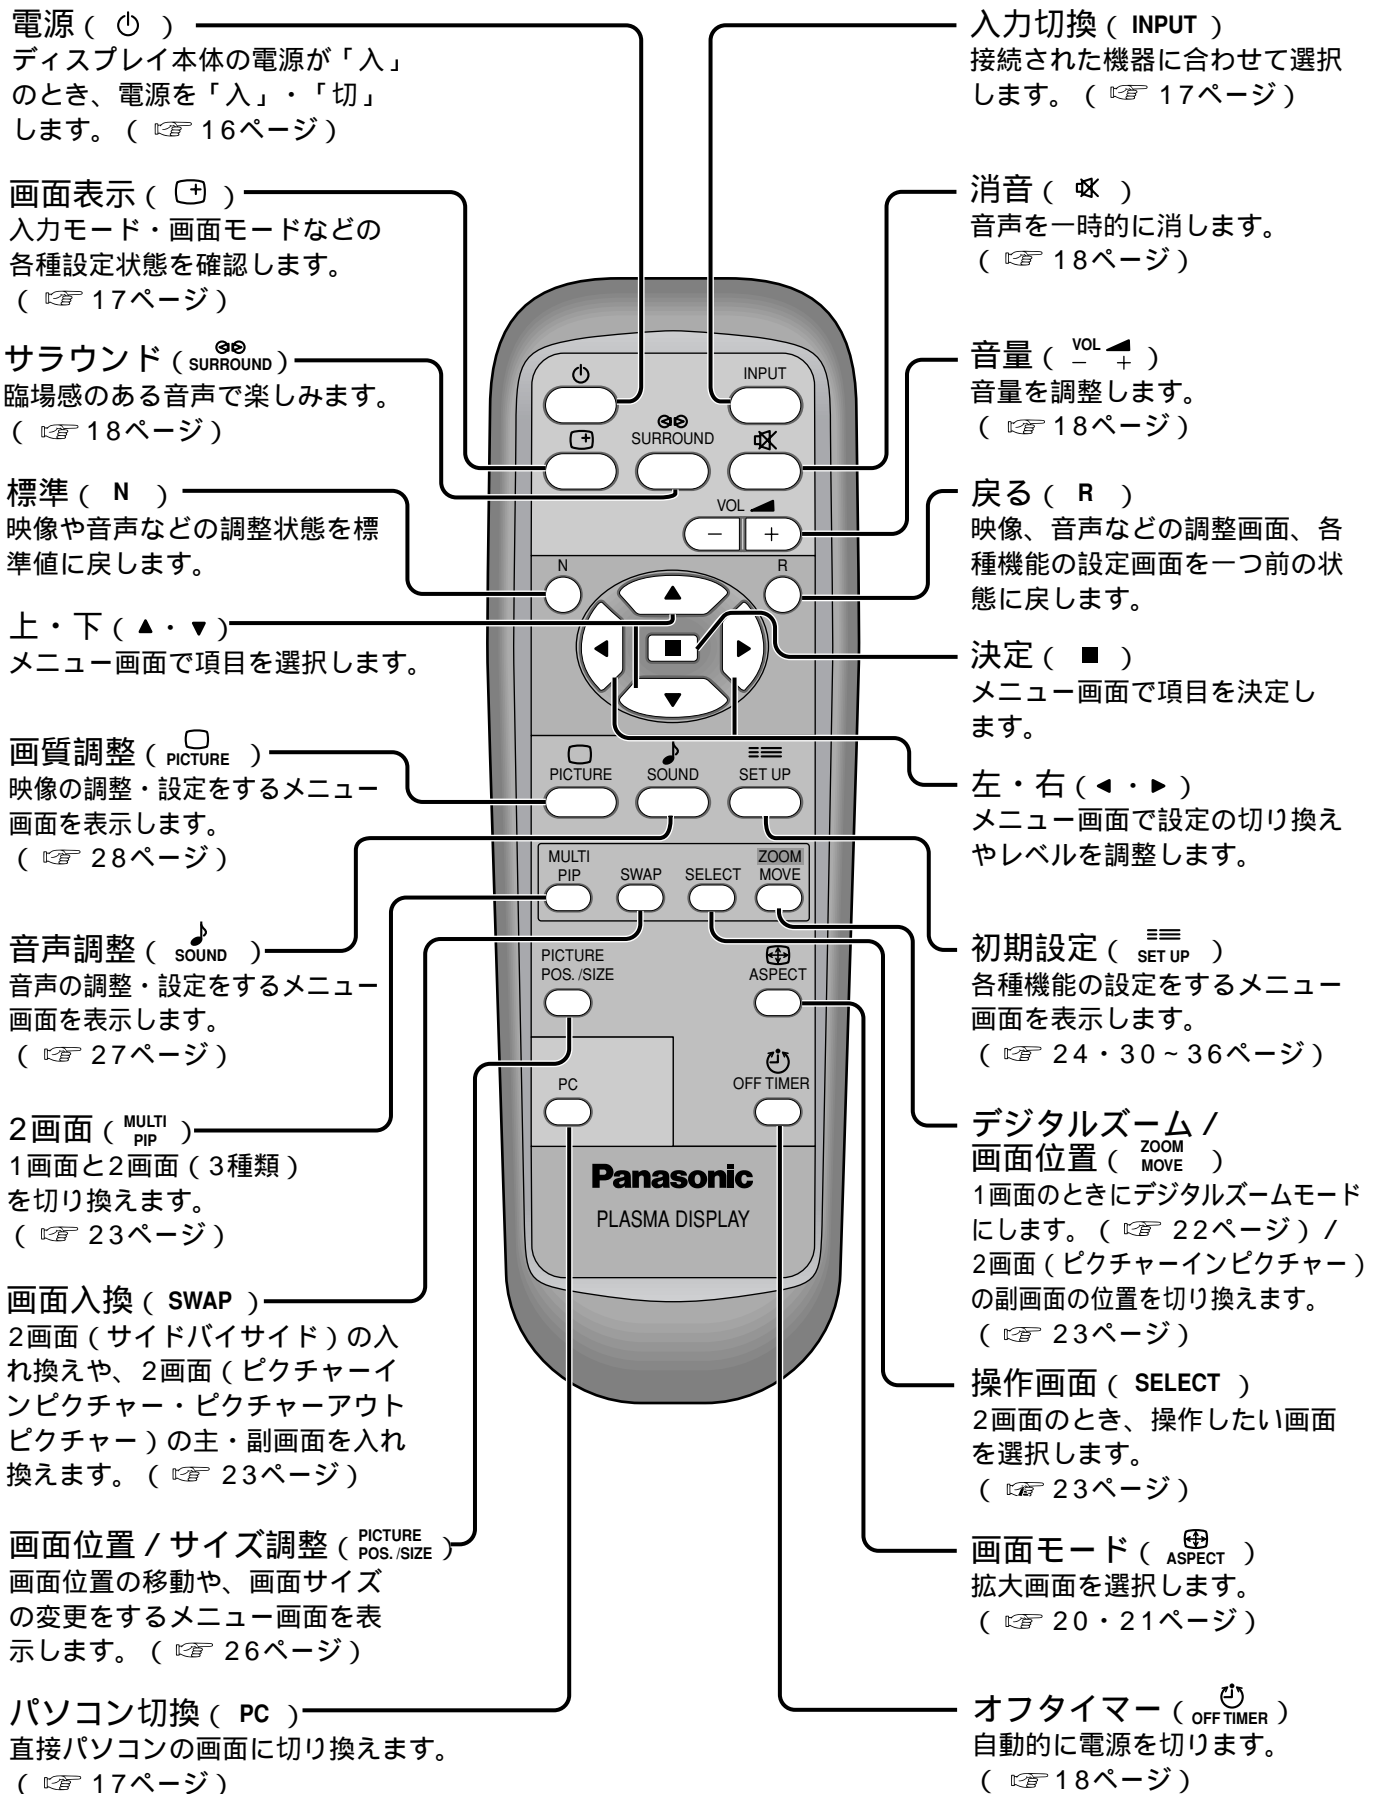 電源（ ⏻ ）
ディスプレイ本体の電源が「入」
のとき、電源を「入」・「切」
します。（ ☞ 16ページ）
画面表示（ ）
入力モード・画面モードなどの
各種設定状態を確認します。
（ ☞ 17ページ）
サラウンド（ SURROUND ）
臨場感のある音声で楽しみます。
（ ☞ 18ページ）
標準（ N ）
映像や音声などの調整状態を標
準値に戻します。
上・下（▲・▼）
メニュー画面で項目を選択します。
画質調整（ PICTURE ）
映像の調整・設定をするメニュー
画面を表示します。
（ ☞ 28ページ）
音声調整（ ♪ SOUND ）
音声の調整・設定をするメニュー
画面を表示します。
（ ☞ 27ページ）
2画面（ MULTI PIP ）
1画面と2画面（3種類）
を切り換えます。
（ ☞ 23ページ）
画面入換（ SWAP ）
2画面（サイドバイサイド）の入
れ換えや、2画面（ピクチャーイ
ンピクチャー・ピクチャーアウト
ピクチャー）の主・副画面を入れ
換えます。（ ☞ 23ページ）
画面位置 / サイズ調整（ PICTURE POS. /SIZE ）
画面位置の移動や、画面サイズ
の変更をするメニュー画面を表
示します。（ ☞ 26ページ）
パソコン切換（ PC ）
直接パソコンの画面に切り換えます。
（ ☞ 17ページ）
INPUT
SURROUND
VOL
− +
N R
PICTURE SOUND SET UP
MULTI
PIP
SWAP
SELECT
ZOOM
MOVE
PICTURE
POS. /SIZE
ASPECT
PC
OFF TIMER
Panasonic
PLASMA DISPLAY
入力切換（ INPUT ）
接続された機器に合わせて選択
します。（ ☞ 17ページ）
消音（ ）
音声を一時的に消します。
（ ☞ 18ページ）
音量（ VOL − + ）
音量を調整します。
（ ☞ 18ページ）
戻る（ R ）
映像、音声などの調整画面、各
種機能の設定画面を一つ前の状
態に戻します。
決定（ ■ ）
メニュー画面で項目を決定し
ます。
左・右（◀・▶）
メニュー画面で設定の切り換え
やレベルを調整します。
初期設定（ SET UP ）
各種機能の設定をするメニュー
画面を表示します。
（ ☞ 24・30~36ページ）
デジタルズーム /
画面位置（ ZOOM MOVE ）
1画面のときにデジタルズームモード
にします。（ ☞ 22ページ）/
2画面（ピクチャーインピクチャー）
の副画面の位置を切り換えます。
（ ☞ 23ページ）
操作画面（ SELECT ）
2画面のとき、操作したい画面
を選択します。
（ ☞ 23ページ）
画面モード（ ASPECT ）
拡大画面を選択します。
（ ☞ 20・21ページ）
オフタイマー（ OFF TIMER ）
自動的に電源を切ります。
（ ☞ 18ページ）